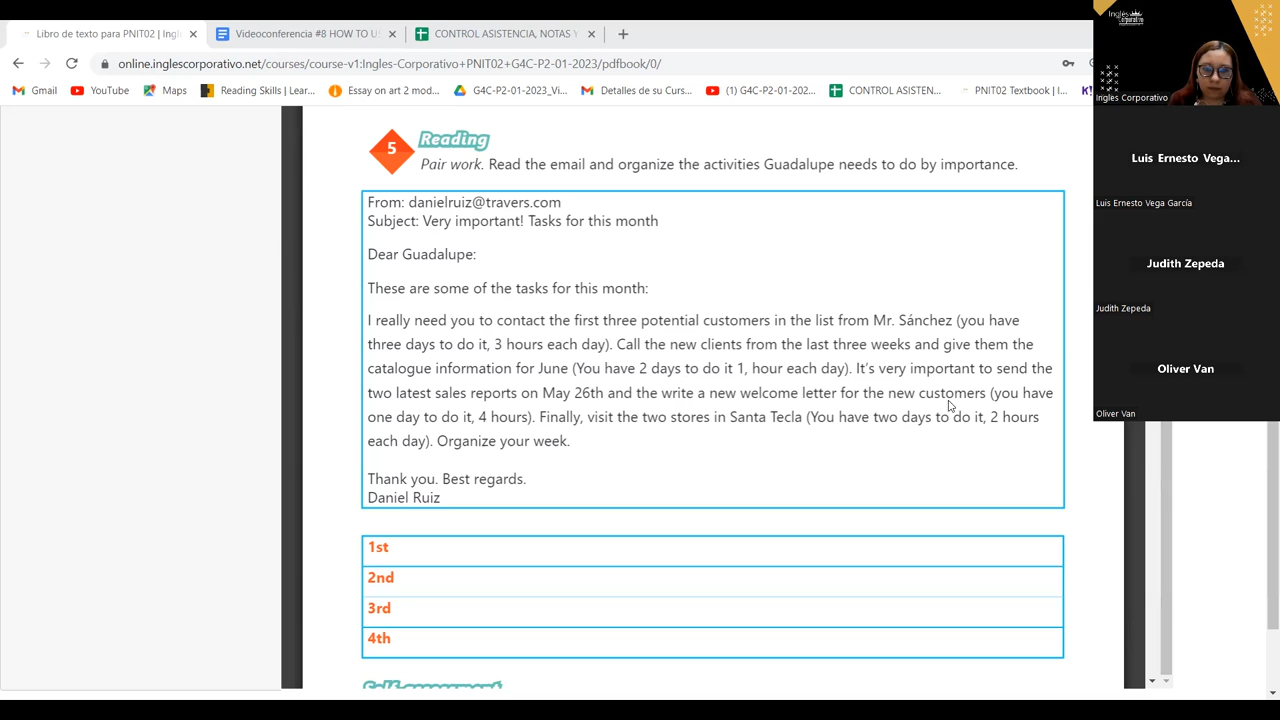 Libro de texto para PNIT02 | Ingl
Videoconferencia #8 HOW TO U
CONTROL ASISTENCIA, NOTAS Y
online.inglescorporativo.net/courses/course-v1:Ingles-Corporativo+PNIT02+G4C-P2-01-2023/pdfbook/0/
Gmail
YouTube
Maps
Reading Skills | Lear...
Essay on art 2 mod...
G4C-P2-01-2023_Vi...
Detalles de su Curs...
(1) G4C-P2-01-202...
CONTROL ASISTEN...
PNIT02 Textbook | I...
Inglés
Corporativo
Ingles Corporativo
Luis Ernesto Vega...
Luis Ernesto Vega García
Judith Zepeda
Judith Zepeda
Oliver Van
Oliver Van
5
Reading
Pair work. Read the email and organize the activities Guadalupe needs to do by importance.
From: danielruiz@travers.com
Subject: Very important! Tasks for this month
Dear Guadalupe:
These are some of the tasks for this month:
I really need you to contact the first three potential customers in the list from Mr. Sánchez (you have
three days to do it, 3 hours each day). Call the new clients from the last three weeks and give them the
catalogue information for June (You have 2 days to do it 1, hour each day). It's very important to send the
two latest sales reports on May 26th and the write a new welcome letter for the new customers (you have
one day to do it, 4 hours). Finally, visit the two stores in Santa Tecla (You have two days to do it, 2 hours
each day). Organize your week.
Thank you. Best regards.
Daniel Ruiz
1st
2nd
3rd
4th
Self-assessment